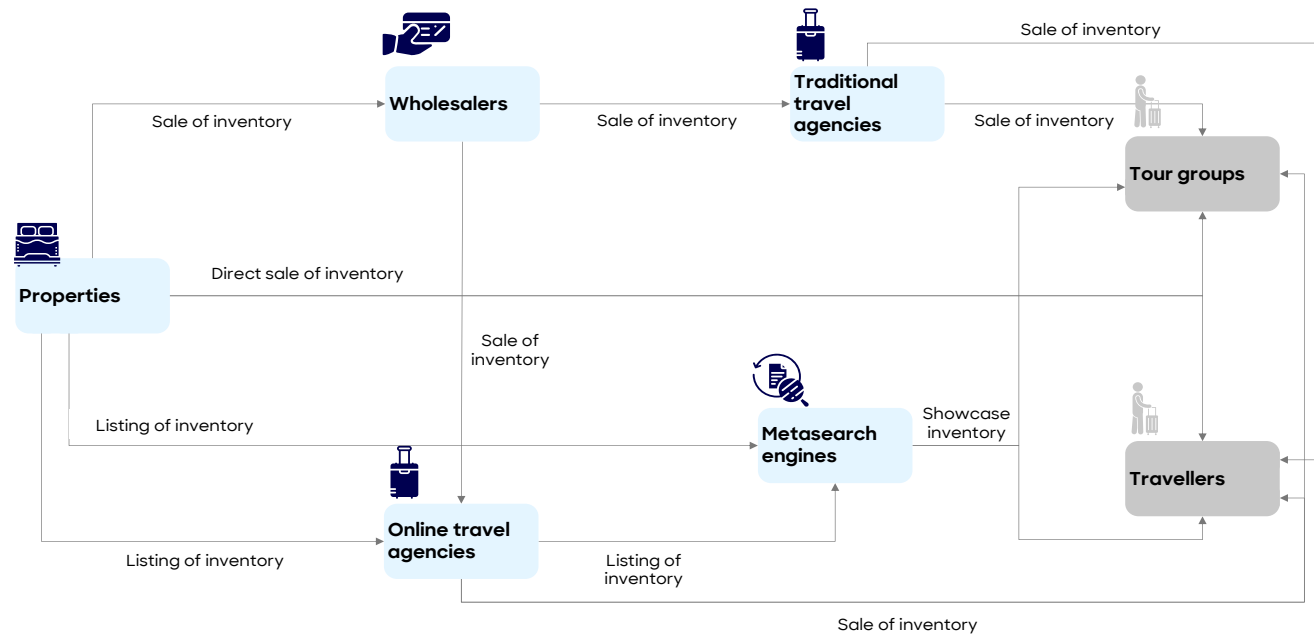 Sale of inventory
Wholesalers
Traditional
travel
agencies
Sale of inventory
Sale of inventory
Sale of inventory
Tour groups
Direct sale of inventory
Properties
Sale of
inventory
Listing of inventory
Metasearch
engines
Showcase
inventory
Travellers
Online travel
agencies
Listing of inventory
Listing of
inventory
Sale of inventory